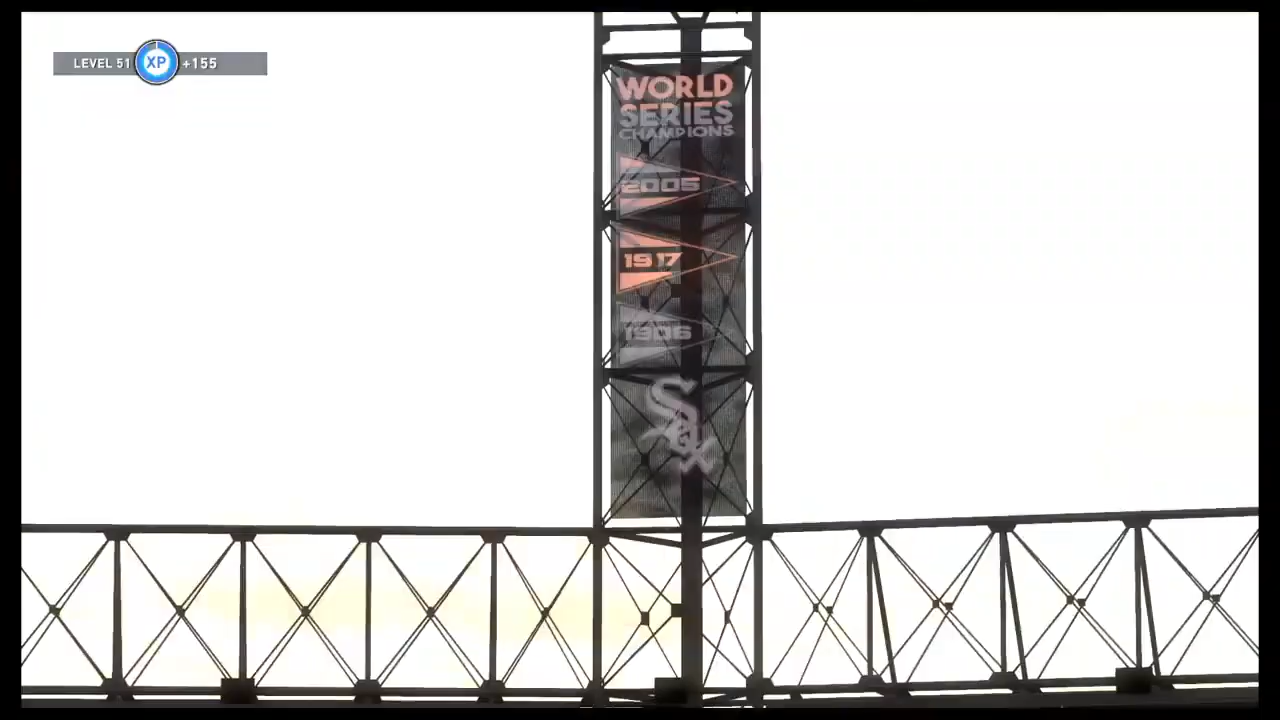 LEVEL 51 XP +155
WORLD
SERIES
CHAMPIONS
2005
1917
1906
Sox